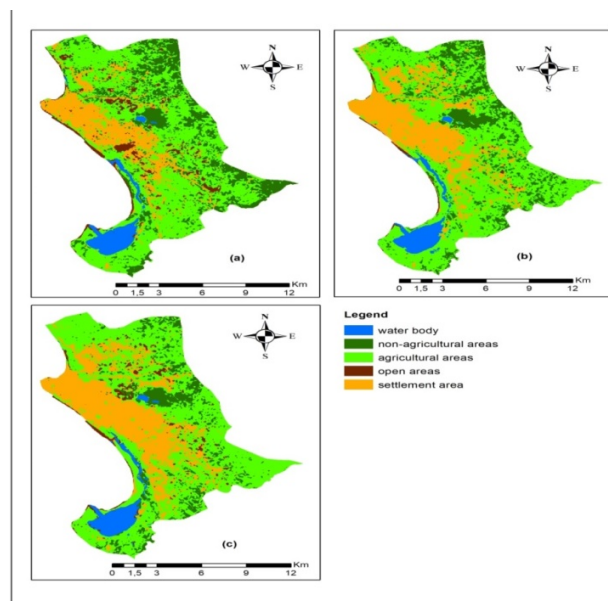 N
W E
S
(a)
Km
0 1,5 3 6 9 12
N
W E
S
(b)
Km
0 1,5 3 6 9 12
Legend
water body
non-agricultural areas
agricultural areas
open areas
settlement area
N
W E
S
(c)
Km
0 1,5 3 6 9 12